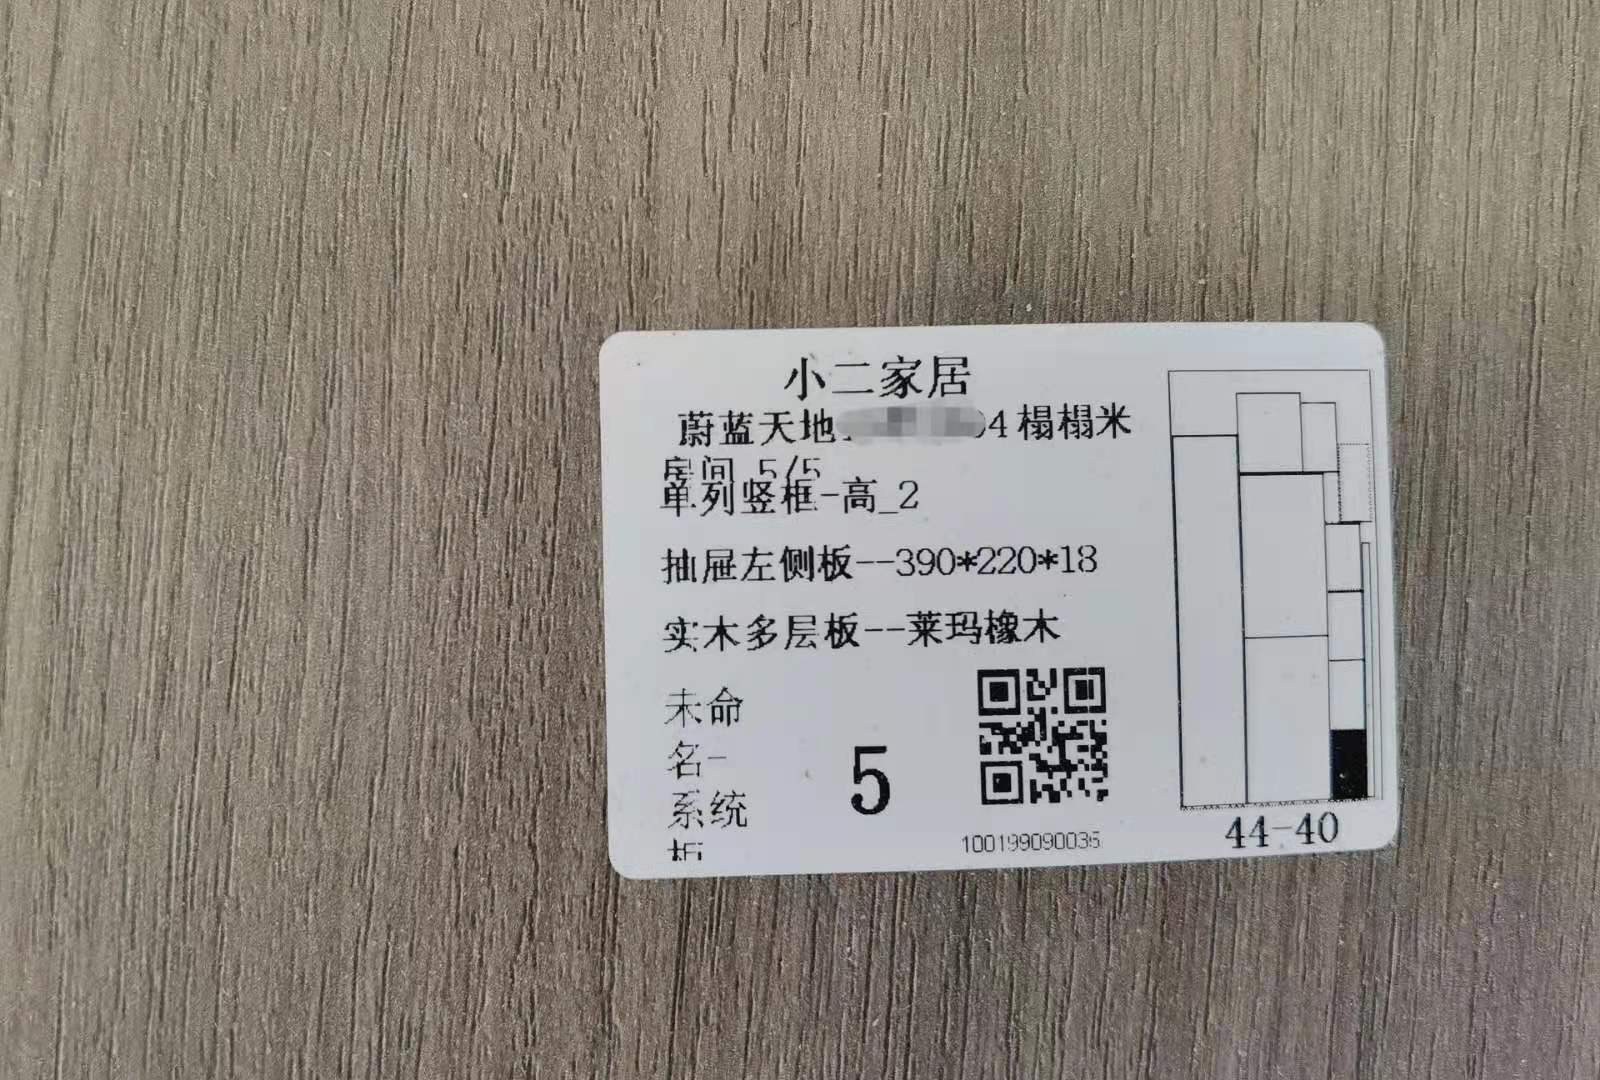 小二家居
蔚蓝天地 4榻榻米
房间 5/5
单列竖框-高_2
抽屉左侧板--390*220*18
实木多层板--莱玛橡木
未命
名-
系统
板
5
100199090035
44-40